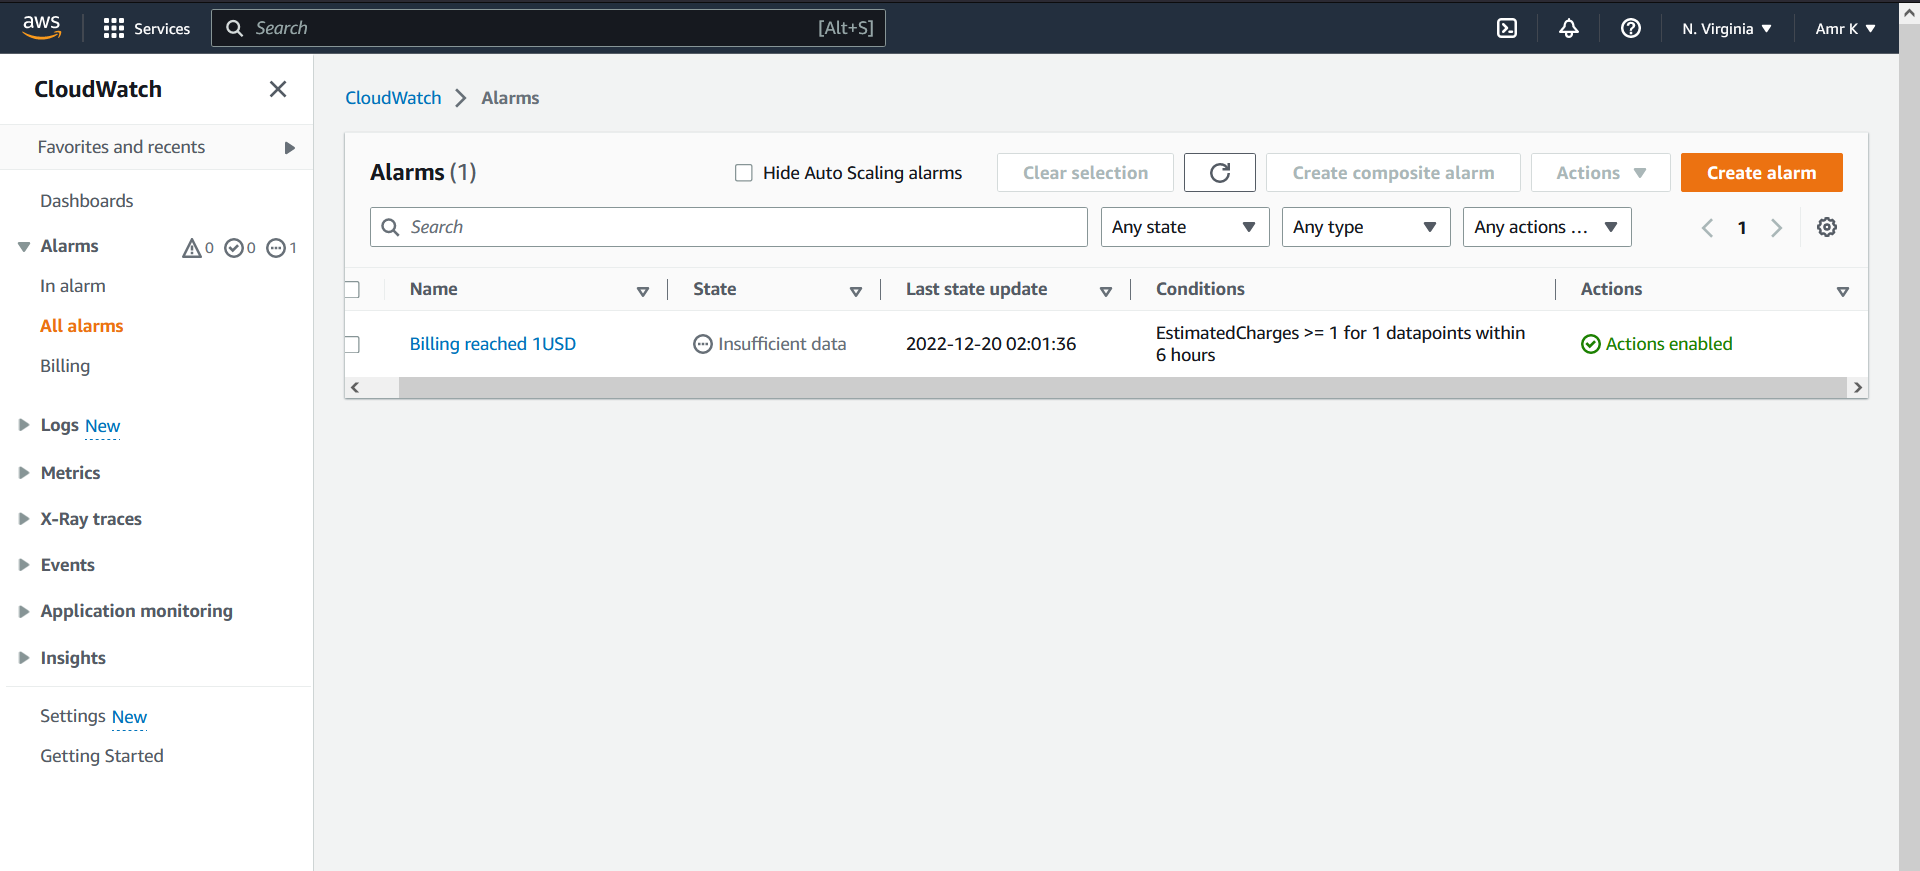 aws Services Search [Alt+S] N. Virginia Amr K
CloudWatch
Favorites and recents
Dashboards
Alarms 0 0 1
In alarm
All alarms
Billing
Logs New
Metrics
X-Ray traces
Events
Application monitoring
Insights
Settings New
Getting Started
CloudWatch Alarms
Alarms (1) Hide Auto Scaling alarms Clear selection Create composite alarm Actions Create alarm
Search Any state Any type Any actions ... 1
Name State Last state update Conditions Actions
Billing reached 1USD Insufficient data 2022-12-20 02:01:36 EstimatedCharges >= 1 for 1 datapoints within
6 hours
Actions enabled